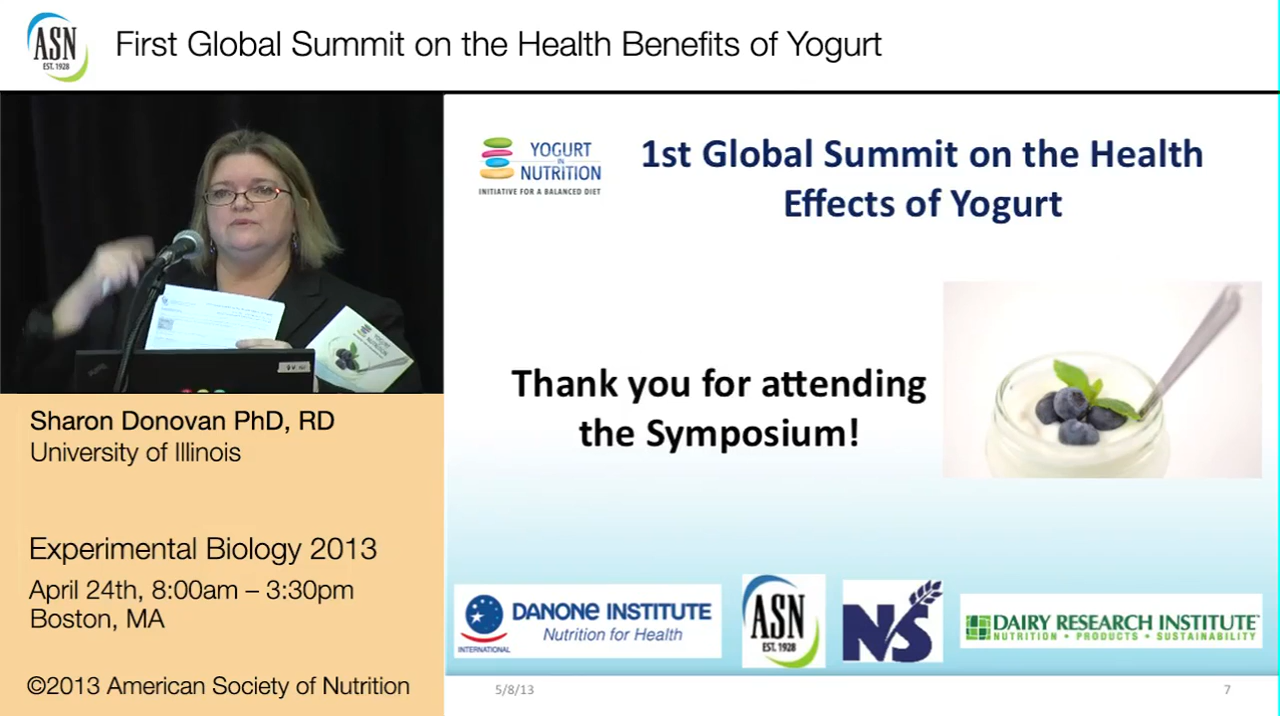 ASN
EST. 1928
First Global Summit on the Health Benefits of Yogurt
YOGURT
IN
NUTRITION
INITIATIVE FOR A BALANCED DIET
1st Global Summit on the Health
Effects of Yogurt
YOGURT
NUTRITION
Thank you for attending
the Symposium!
Sharon Donovan PhD, RD
University of Illinois
Experimental Biology 2013
April 24th, 8:00am – 3:30pm
Boston, MA
©2013 American Society of Nutrition
DANONE INSTITUTE
Nutrition for Health
INTERNATIONAL
ASN
EST. 1928
NS
DAIRY RESEARCH INITIATIVE™
NUTRITION • PRODUCTS • SUSTAINABILITY
5/8/13
7